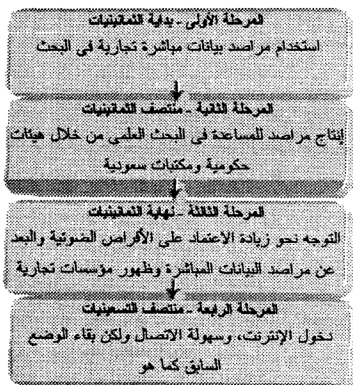 المرحلة الأولى - بداية الثمانينيات
استخدام مراصد بيانات مباشرة تجارية فى البحث
المرحلة الثانية - منتصف الثمانينيات
إنتاج مراصد للمساعدة فى البحث العلمى من خلال هيئات
حكومية ومكتبات سعودية
المرحلة الثالثة - نهاية الثمانينيات
التوجه نحو زيادة الاعتماد على الأقراص الضوئية والبعد
عن مراصد البيانات المباشرة وظهور مؤسسات تجارية
المرحلة الرابعة - منتصف التسعينيات
دخول الإنترنت، وسهولة الاتصال ولكن بقاء الوضع
السابق كما هو